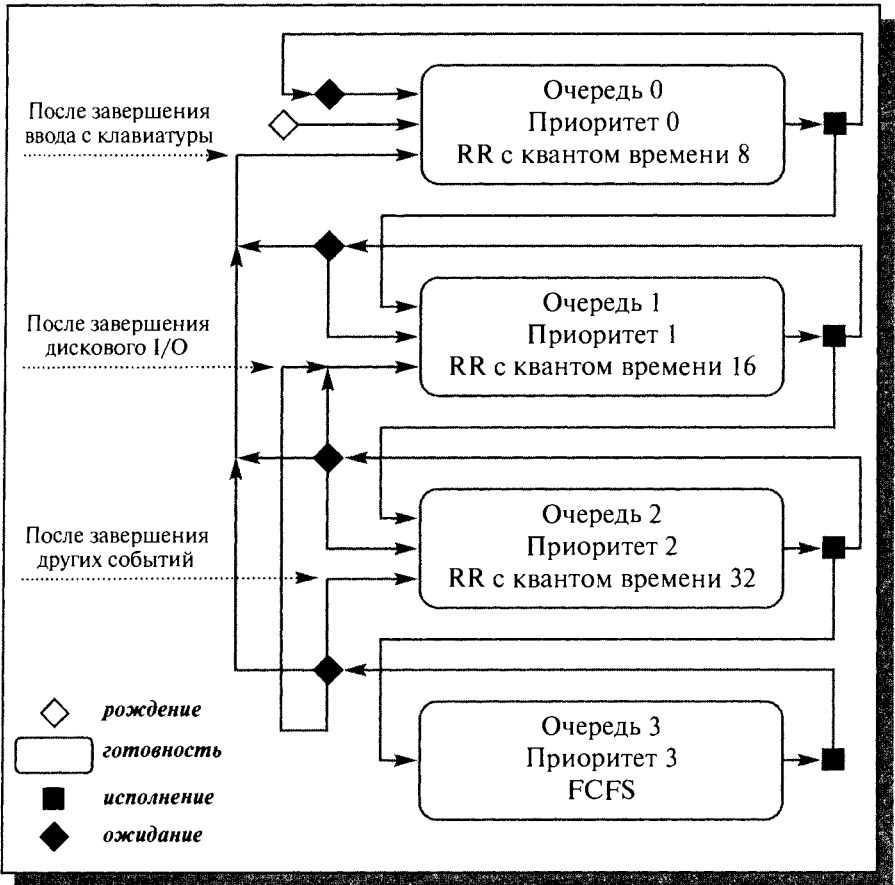 Очередь 0
Приоритет 0
RR с квантом времени 8
После завершения
ввода с клавиатуры
Очередь 1
Приоритет 1
RR с квантом времени 16
После завершения
дискового I/O
Очередь 2
Приоритет 2
RR с квантом времени 32
После завершения
других событий
Очередь 3
Приоритет 3
FCFS
рождение
готовность
исполнение
ожидание